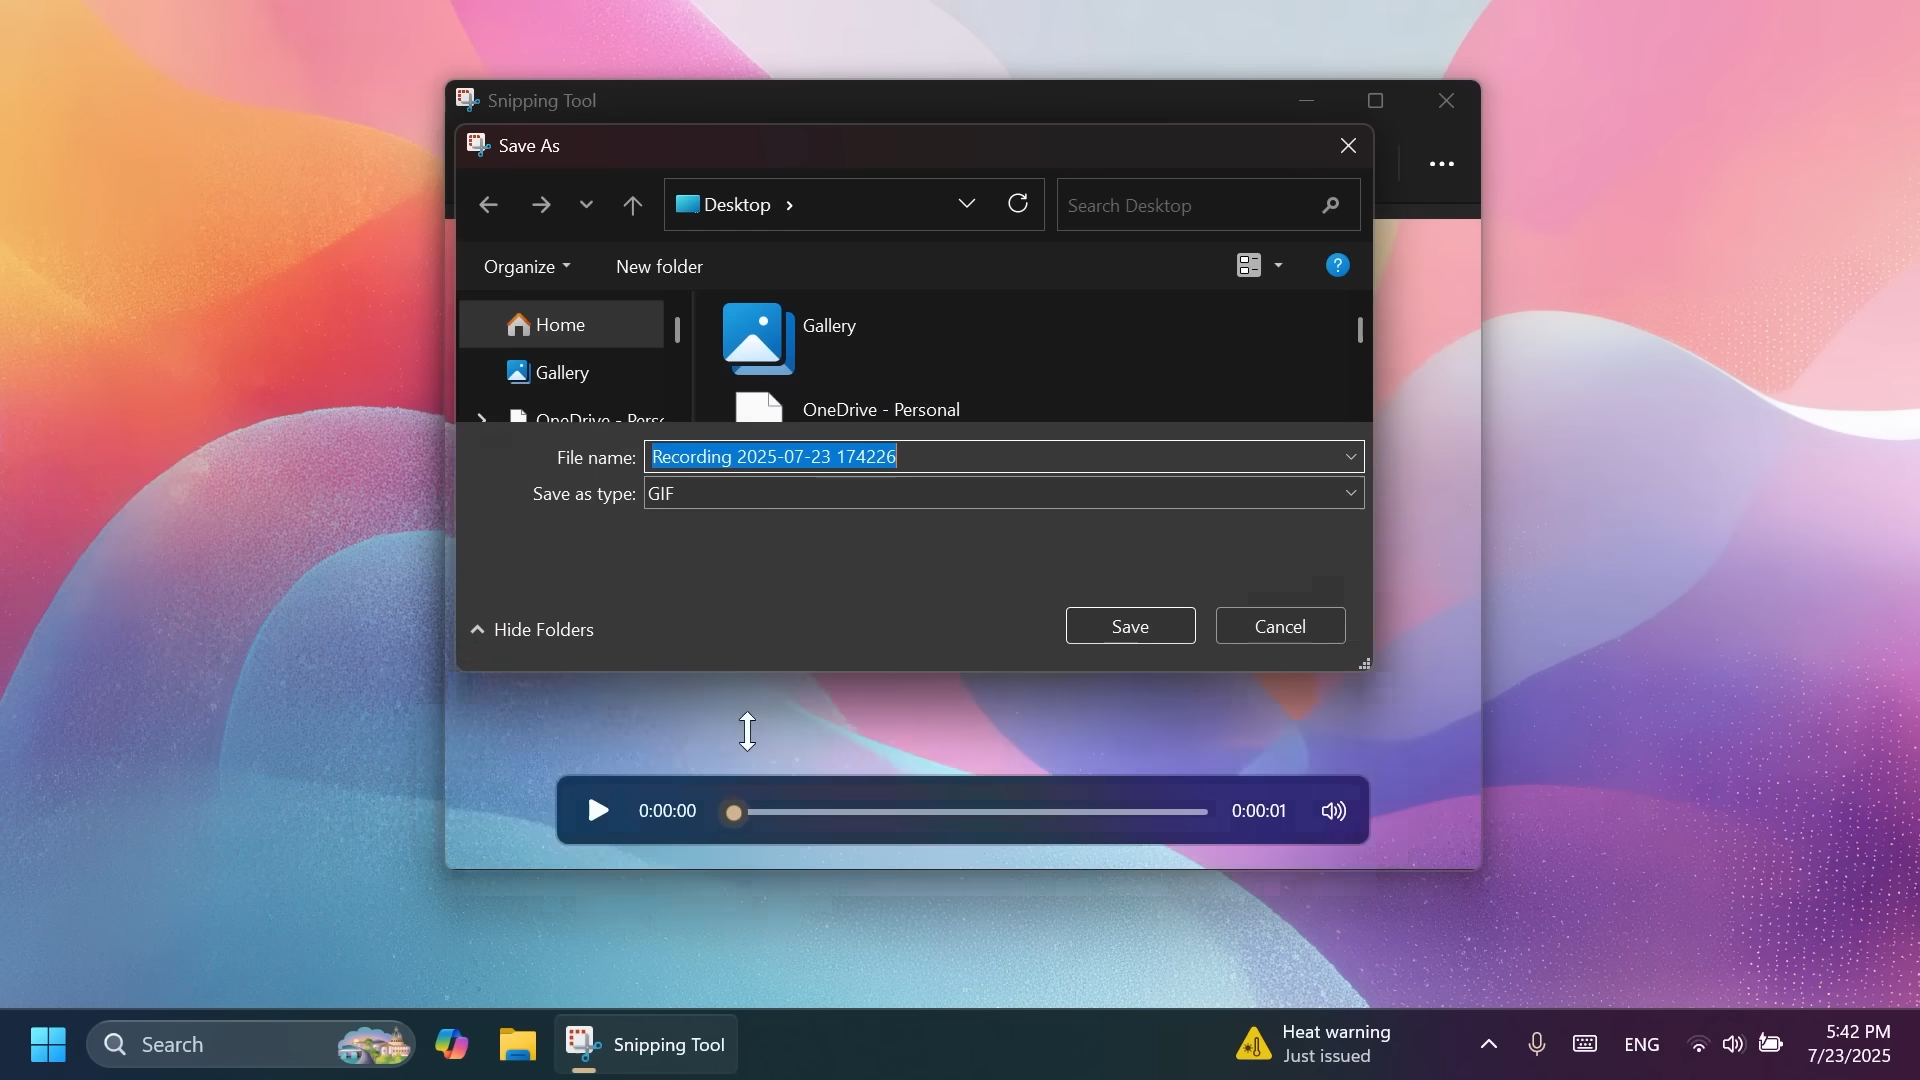 Snipping Tool
Save As
Desktop
Search Desktop
Organize
New folder
Home
Gallery
Gallery
OneDrive - Personal
OneDrive - Pers
File name: Recording 2025-07-23 174226
Save as type: GIF
Hide Folders
Save
Cancel
0:00:00
0:00:01
Search
Snipping Tool
Heat warning
Just issued
ENG
5:42 PM
7/23/2025